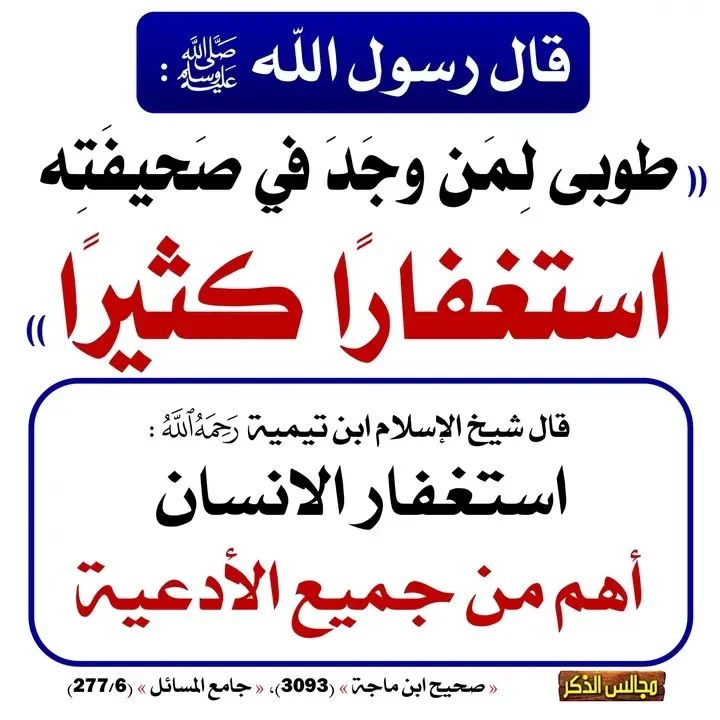 قال رسول الله ﷺ :
(( طوبى لِمَن وجَدَ في صَحيفَتِه
استغفارًا كثيرًا ))
قال شيخ الإسلام ابن تيمية رَحِمَهُ ٱللَّهُ :
استغفار الانسان
أهم من جميع الأدعية
« صحيح ابن ماجة » (3093)، « جامع المسائل » (277/6)
مجالس الذكر